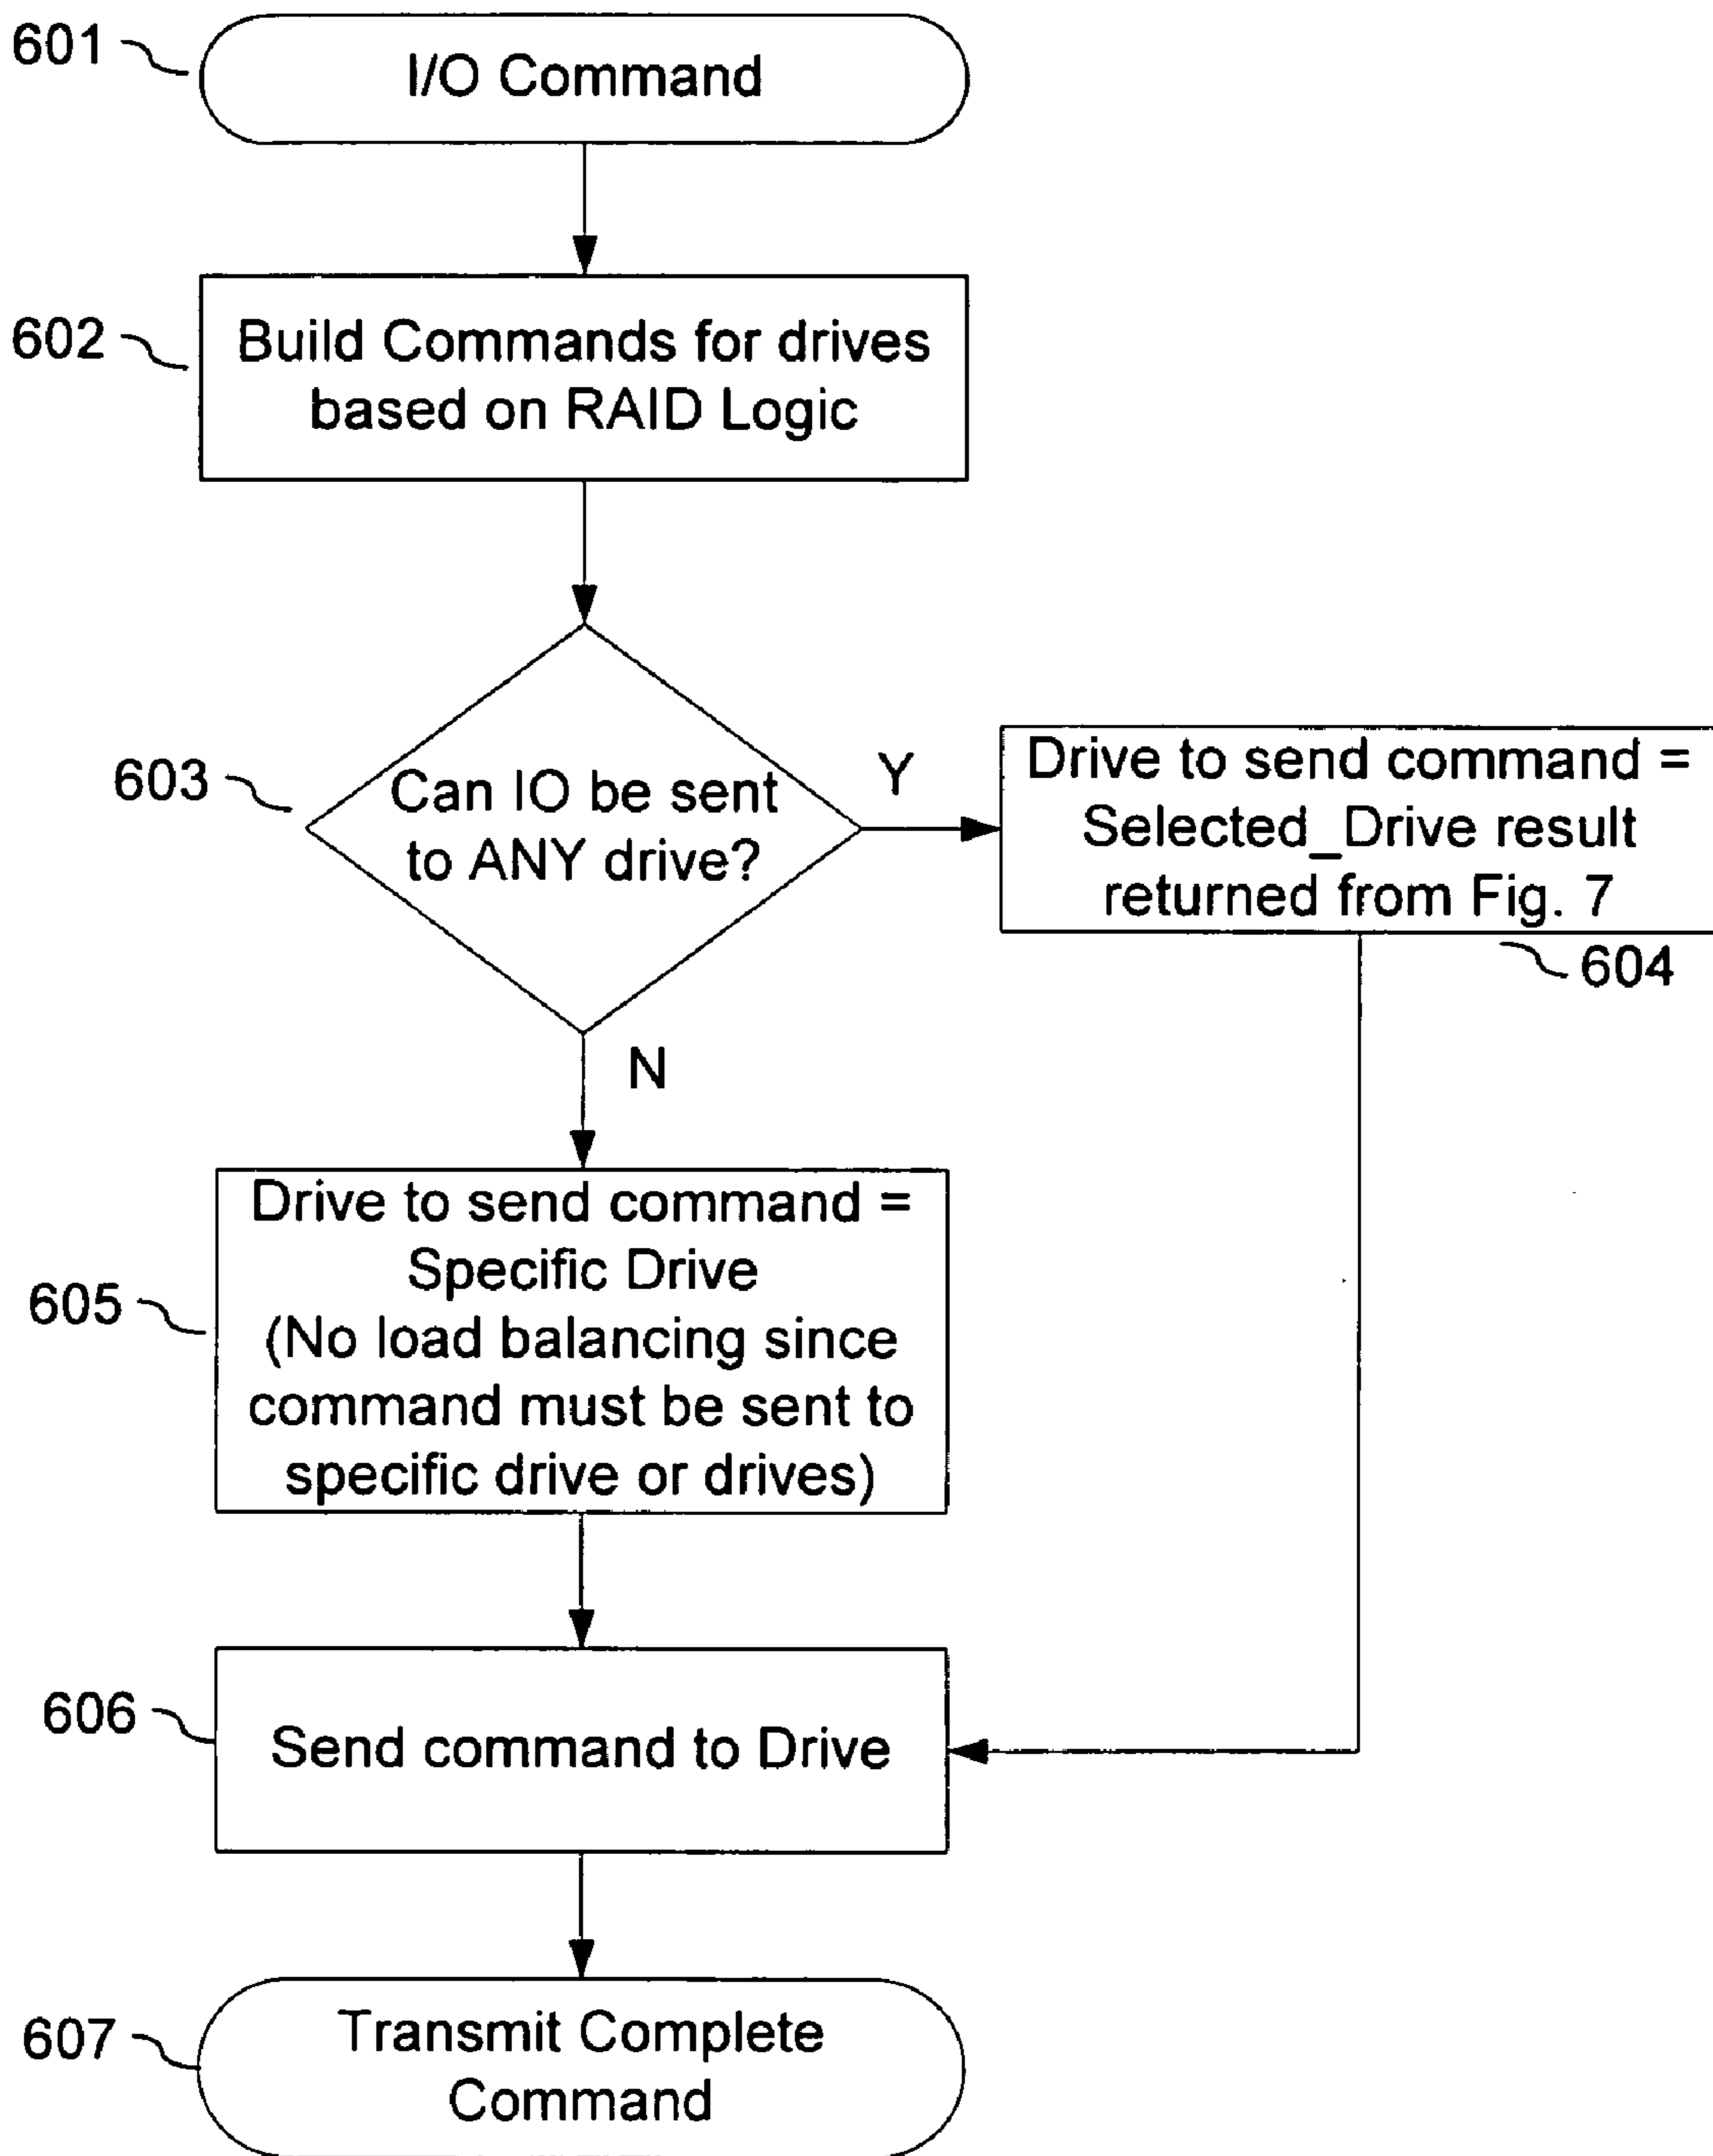 601
I/O Command
602
Build Commands for drives
based on RAID Logic
603
Can IO be sent
to ANY drive?
Y
Drive to send command =
Selected_Drive result
returned from Fig. 7
604
N
605
Drive to send command =
Specific Drive
(No load balancing since
command must be sent to
specific drive or drives)
606
Send command to Drive
607
Transmit Complete
Command